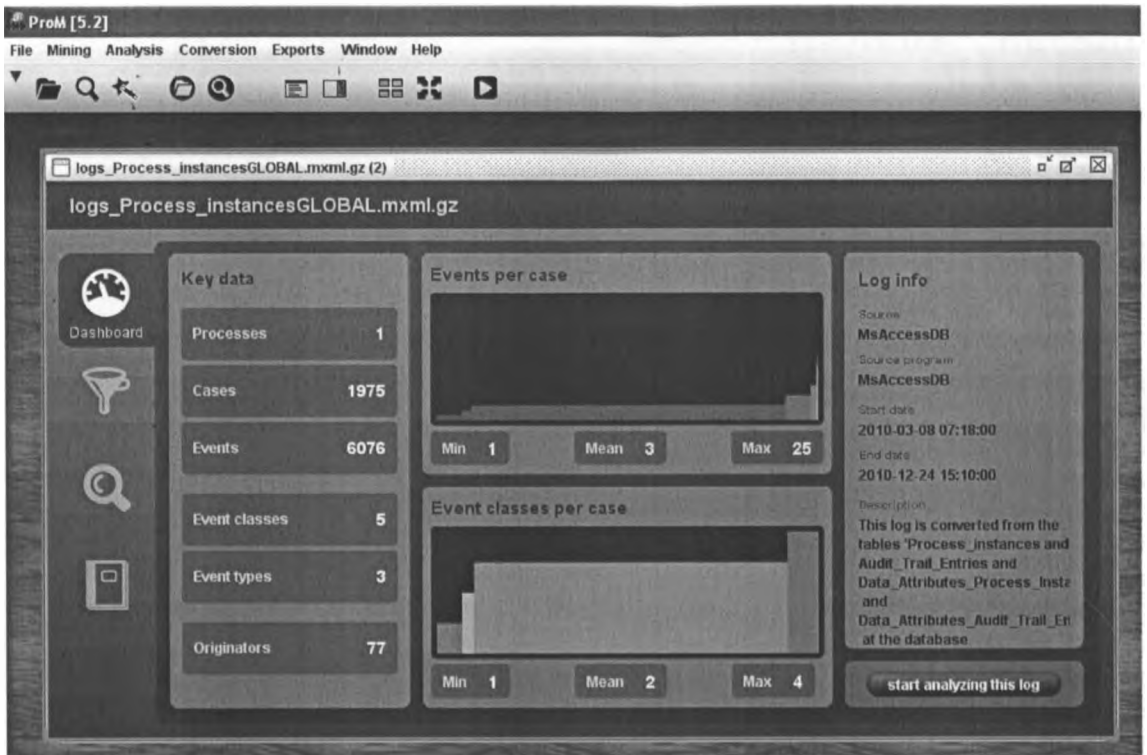 ProM [5.2]
File Mining Analysis Conversion Exports Window Help
logs_Process_instancesGLOBAL.mxml.gz (2)
logs_Process_instancesGLOBAL.mxml.gz
Dashboard
Key data
Processes 1
Cases 1975
Events 6076
Event classes 5
Event types 3
Originators 77
Events per case
Min 1 Mean 3 Max 25
Event classes per case
Min 1 Mean 2 Max 4
Log info
Source
MsAccessDB
Source program
MsAccessDB
Start date
2010-03-08 07:18:00
End date
2010-12-24 15:10:00
Description
This log is converted from the
tables 'Process_instances and
Audit_Trail_Entries and
Data_Attributes_Process_Insta
and
Data_Attributes_Audit_Trail_En
at the database
start analyzing this log